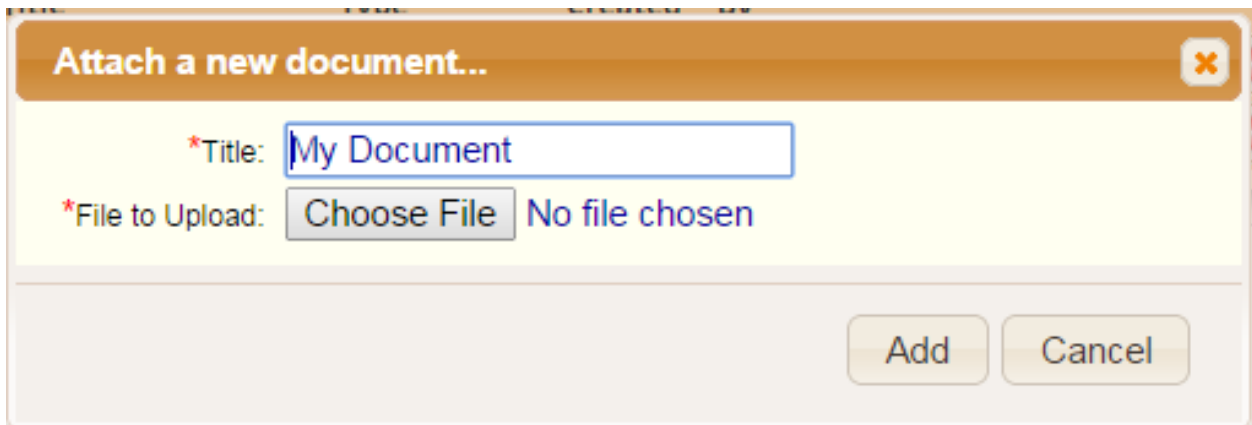 Attach a new document...
*Title: My Document
*File to Upload: Choose File No file chosen
Add Cancel